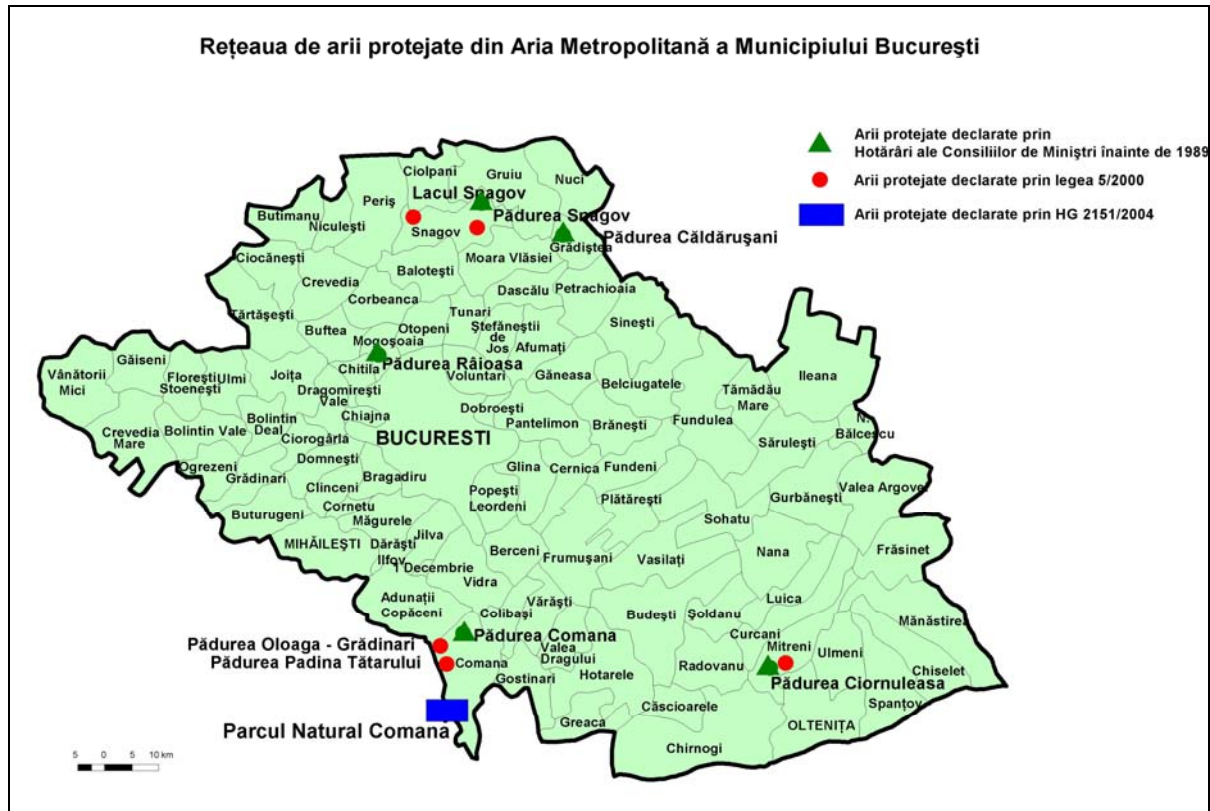 Reţeaua de arii protejate din Aria Metropolitană a Municipiului Bucureşti
Arii protejate declarate prin
Hotărâri ale Consiliilor de Miniştri înainte de 1989
Arii protejate declarate prin legea 5/2000
Arii protejate declarate prin HG 2151/2004
Ciolpani
Gruiu
Nuci
Periş
Lacul Snagov
Butimanu
Niculeşti
Pădurea Snagov
Snagov
Pădurea Căldăruşani
Grădiştea
Ciocăneşti
Moara Vlăsiei
Baloteşti
Crevedia
Dascălu
Petrachioaia
Corbeanca
Tărtăşeşti
Tunari
Buftea
Otopeni
Ştefăneştii
de
Jos
Sineşti
Mogoşoaia
Afumaţi
Găiseni
Chitila
Pădurea Râioasa
Vânătorii
Mici
Floreşti
Stoeneşti
Ulmi
Joiţa
Voluntari
Găneasa
Ileana
Dragomireşti
Vale
Belciugatele
Tămădău
Mare
Chiajna
Dobroeşti
Pantelimon
Brăneşti
Fundulea
N.
Bălcescu
Crevedia
Mare
Bolintin Vale
Bolintin
Deal
Ciorogârla
BUCURESTI
Săruleşti
Domneşti
Ogrezeni
Grădinari
Bragadiru
Glina
Cernica
Fundeni
Clinceni
Popeşti
Leordeni
Plătăreşti
Gurbăneşti
Valea Argovei
Buturugeni
Cornetu
Măgurele
Sohatu
MIHĂILEŞTI
Dărăşti
Ilfov
Jilva
Berceni
Frumuşani
Vasilaţi
Nana
Frăsinet
1 Decembrie
Vidra
Adunaţii
Copăceni
Colibaşi
Vărăşti
Budeşti
Şoldanu
Luica
Mănăstirea
Pădurea Oloaga - Grădinari
Pădurea Comana
Curcani
Mitreni
Ulmeni
Pădurea Padina Tătarului
Comana
Valea
Dragului
Radovanu
Chiselet
Gostinari
Hotarele
Pădurea Ciornuleasa
Spanţov
Căscioarele
Parcul Natural Comana
Greaca
OLTENIŢA
Chirnogi
5 0 5 10 km